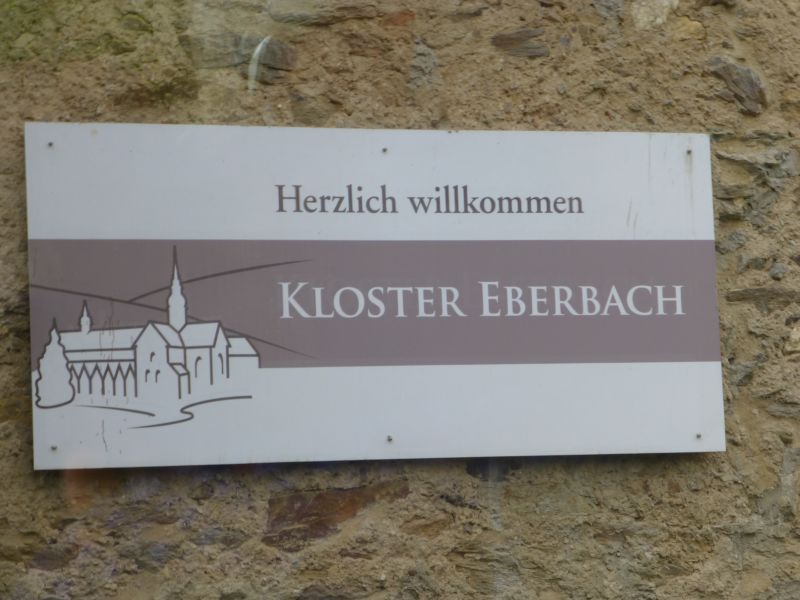 Herzlich willkommen
KLOSTER EBERBACH